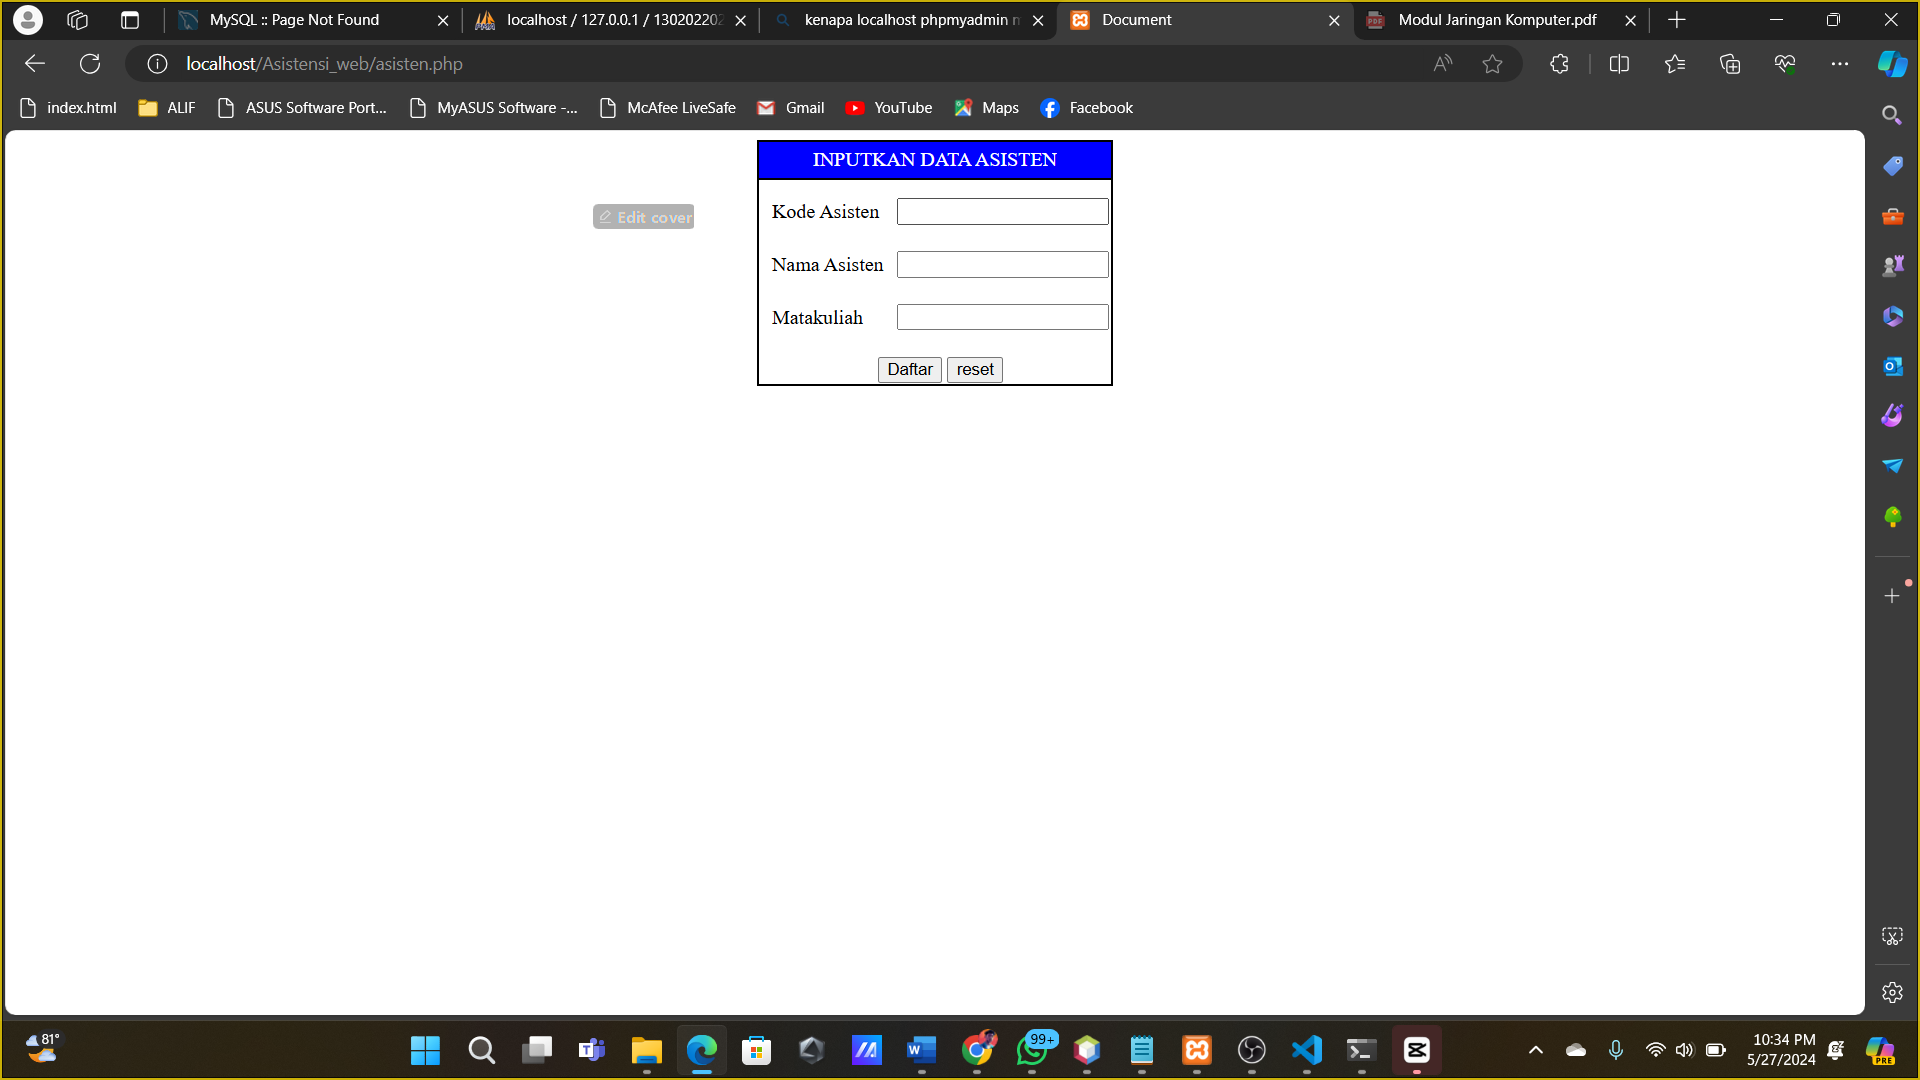 MySQL :: Page Not Found
localhost / 127.0.0.1 / 130202202
kenapa localhost phpmyadmin
Document
Modul Jaringan Komputer.pdf
localhost/Asistensi_web/asisten.php
index.html
ALIF
ASUS Software Port...
MyASUS Software -...
McAfee LiveSafe
Gmail
YouTube
Maps
Facebook
INPUTKAN DATA ASISTEN
Edit cover
Kode Asisten
Nama Asisten
Matakuliah
Daftar
reset
81°
99+
10:34 PM
5/27/2024
PRE